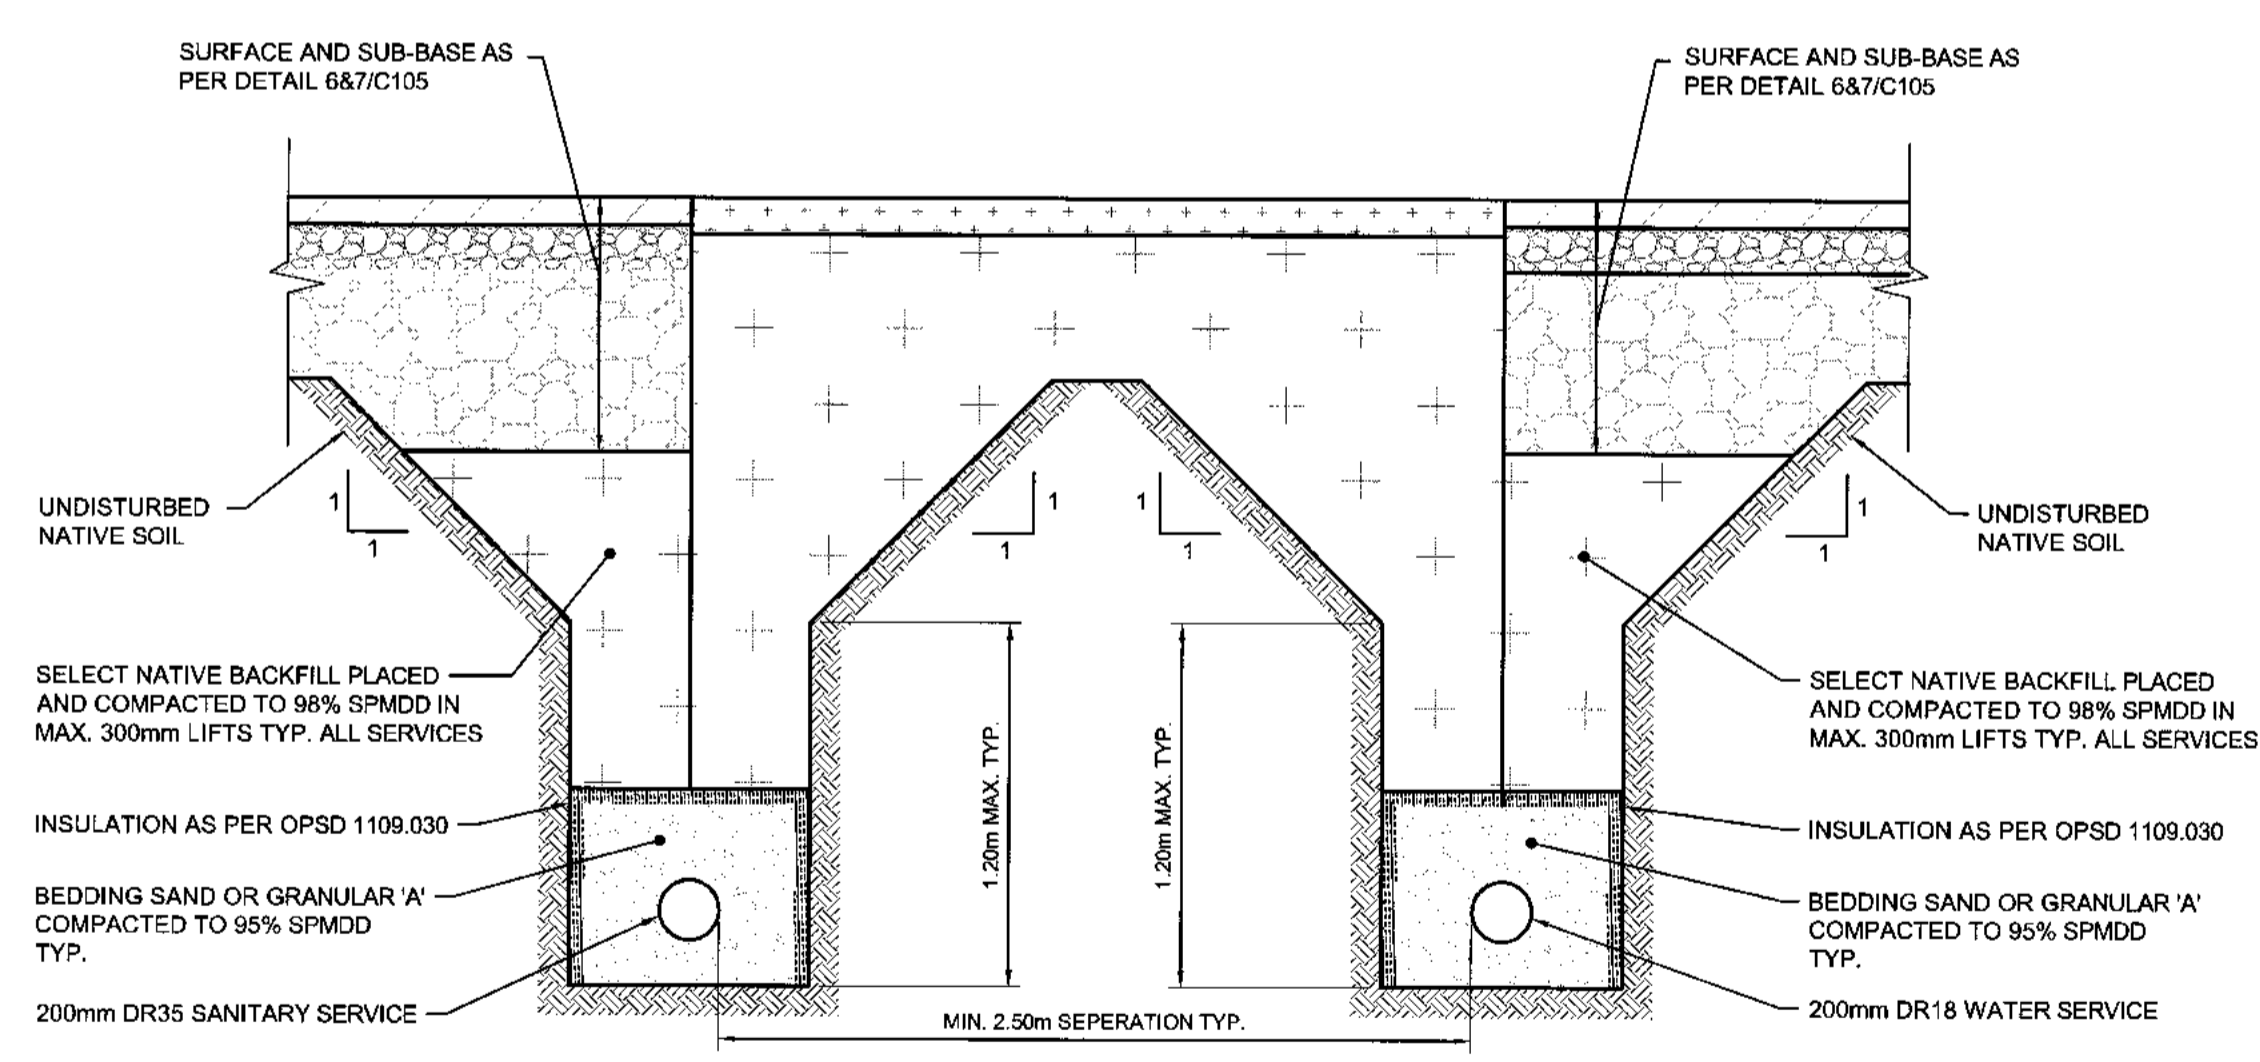 SURFACE AND SUB-BASE AS
PER DETAIL 6&7/C105
SURFACE AND SUB-BASE AS
PER DETAIL 6&7/C105
UNDISTURBED
NATIVE SOIL
1
1
1
1
1
1
1
1
UNDISTURBED
NATIVE SOIL
SELECT NATIVE BACKFILL PLACED
AND COMPACTED TO 98% SPMDD IN
MAX. 300mm LIFTS TYP. ALL SERVICES
1.20m MAX. TYP.
1.20m MAX. TYP.
SELECT NATIVE BACKFILL PLACED
AND COMPACTED TO 98% SPMDD IN
MAX. 300mm LIFTS TYP. ALL SERVICES
INSULATION AS PER OPSD 1109.030
INSULATION AS PER OPSD 1109.030
BEDDING SAND OR GRANULAR 'A'
COMPACTED TO 95% SPMDD
TYP.
BEDDING SAND OR GRANULAR 'A'
COMPACTED TO 95% SPMDD
TYP.
200mm DR35 SANITARY SERVICE
MIN. 2.50m SEPERATION TYP.
200mm DR18 WATER SERVICE